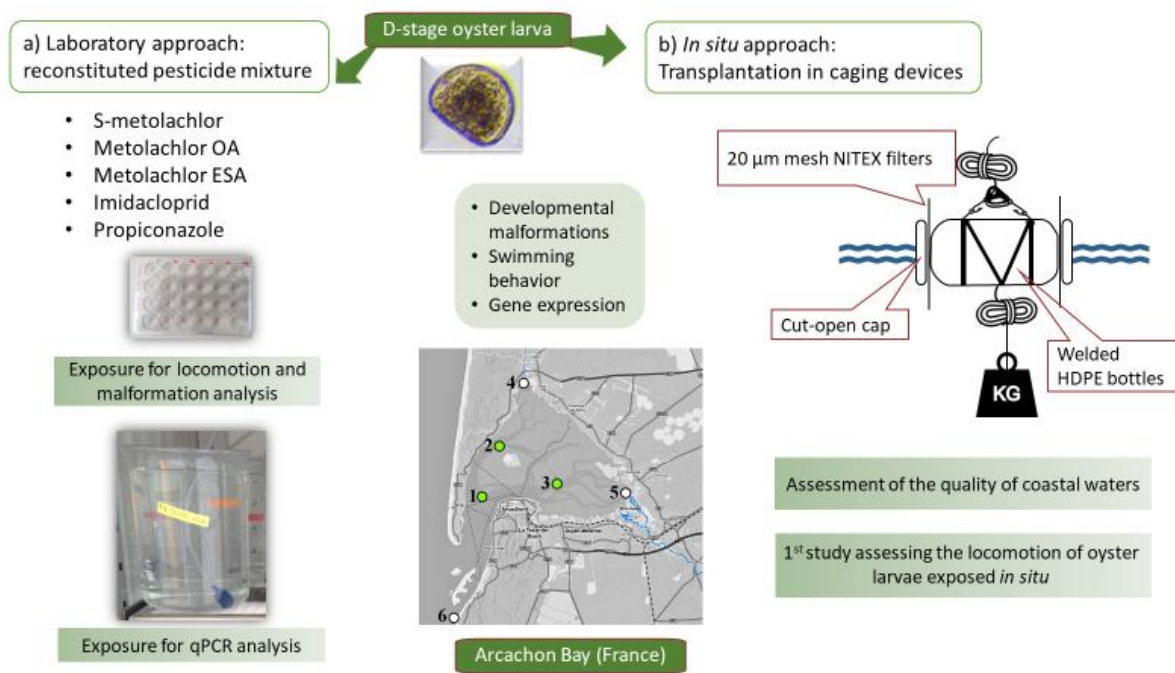 D-stage oyster larva
a) Laboratory approach:
reconstituted pesticide mixture
• S-metolachlor
• Metolachlor OA
• Metolachlor ESA
• Imidacloprid
• Propiconazole
Exposure for locomotion and
malformation analysis
Exposure for qPCR analysis
• Developmental
malformations
• Swimming
behavior
• Gene expression
4
2
3
1
5
6
Arcachon Bay (France)
b) In situ approach:
Transplantation in caging devices
20 µm mesh NITEX filters
Cut-open cap
Welded
HDPE bottles
KG
Assessment of the quality of coastal waters
1st study assessing the locomotion of oyster
larvae exposed in situ